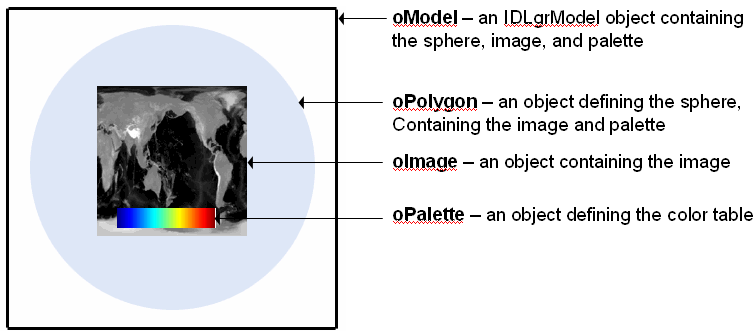 oModel – an IDLgrModel object containing
the sphere, image, and palette
oPolygon – an object defining the sphere,
Containing the image and palette
oImage – an object containing the image
oPalette – an object defining the color table